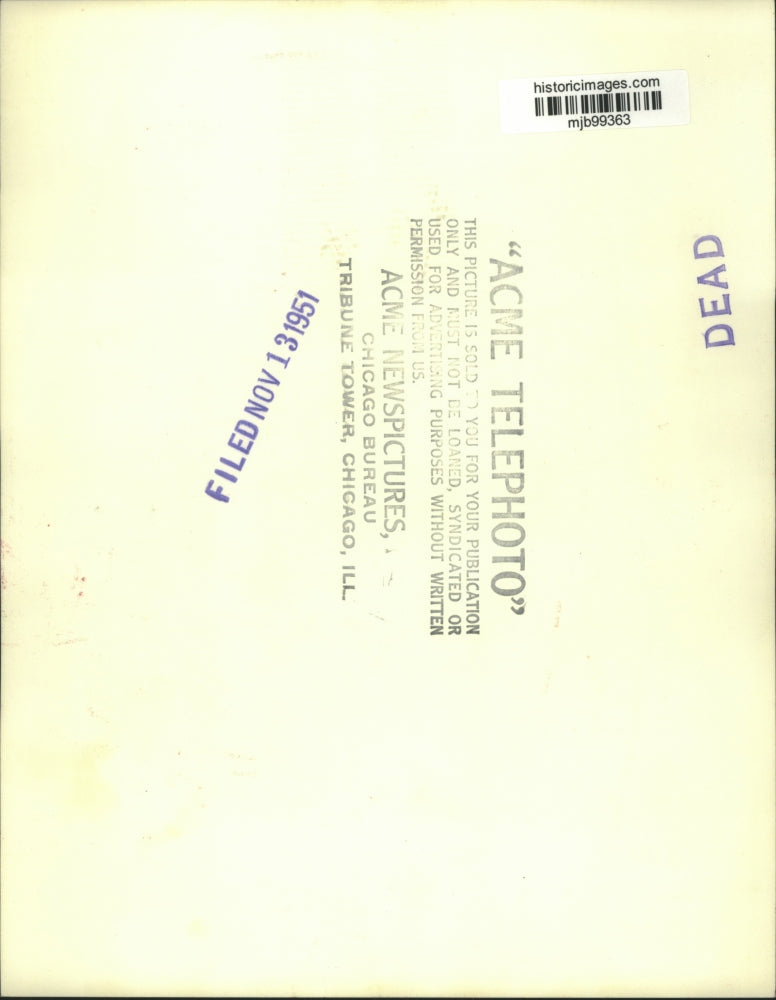 historicimages.com
mjb99363
DEAD
“ACME TELEPHOTO”
THIS PICTURE IS SOLD TO YOU FOR YOUR PUBLICATION
ONLY AND MUST NOT BE LOANED, SYNDICATED OR
USED FOR ADVERTISING PURPOSES WITHOUT WRITTEN
PERMISSION FROM US.
ACME NEWSPICTURES,
CHICAGO BUREAU
TRIBUNE TOWER, CHICAGO, ILL.
FILED NOV 13 1951